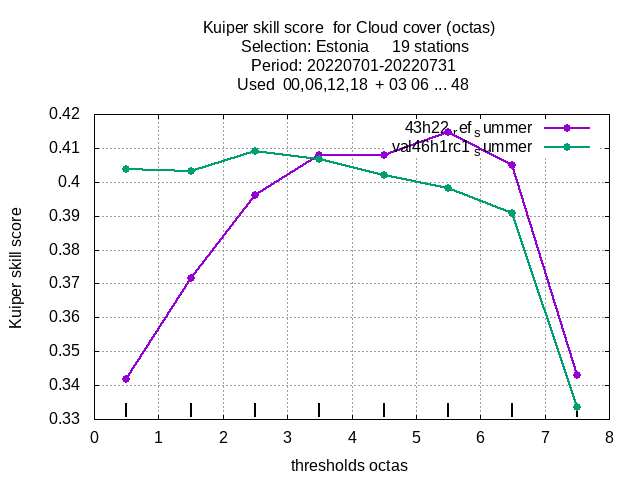 Kuiper skill score  for Cloud cover (octas)
Selection: Estonia     19 stations
Period: 20220701-20220731
Used  00,06,12,18  + 03 06 ... 48
0.42
0.41
0.4
0.39
0.38
0.37
0.36
0.35
0.34
0.33
Kuiper skill score
43h22_ref_summer
val46h1rc1_summer
0 1 2 3 4 5 6 7 8
thresholds octas